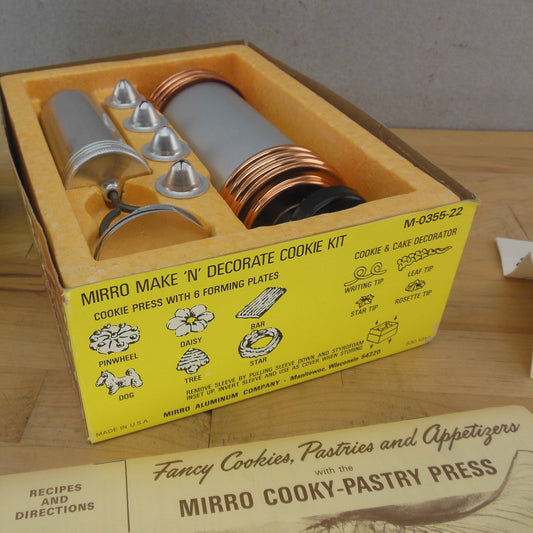 M-0355-22
MIRRO MAKE 'N' DECORATE COOKIE KIT
COOKIE PRESS WITH 6 FORMING PLATES
PINWHEEL
DAISY
BAR
DOG
TREE
STAR
COOKIE & CAKE DECORATOR
WRITING TIP
LEAF TIP
STAR TIP
ROSETTE TIP
REMOVE SLEEVE BY PULLING SLEEVE DOWN AND STYROFOAM
INSET UP. INVERT SLEEVE AND USE AS COVER WHEN STORING
MIRRO ALUMINUM COMPANY - Manitowoc, Wisconsin 54220
MADE IN U.S.A.
RECIPES
AND
DIRECTIONS
Fancy Cookies, Pastries and Appetizers
with the
MIRRO COOKY-PASTRY PRESS